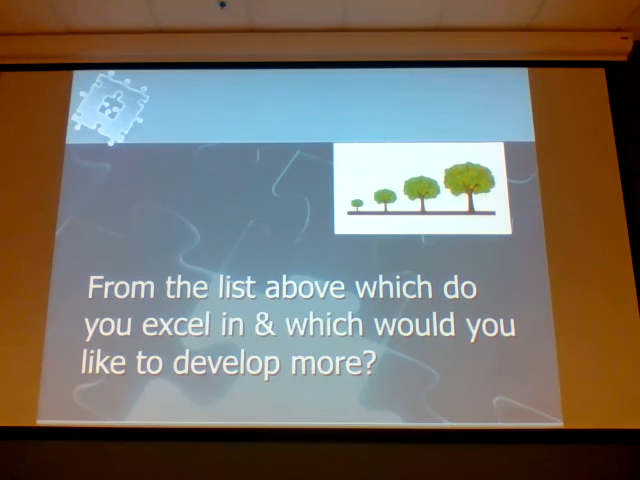 From the list above which do
you excel in & which would you
like to develop more?